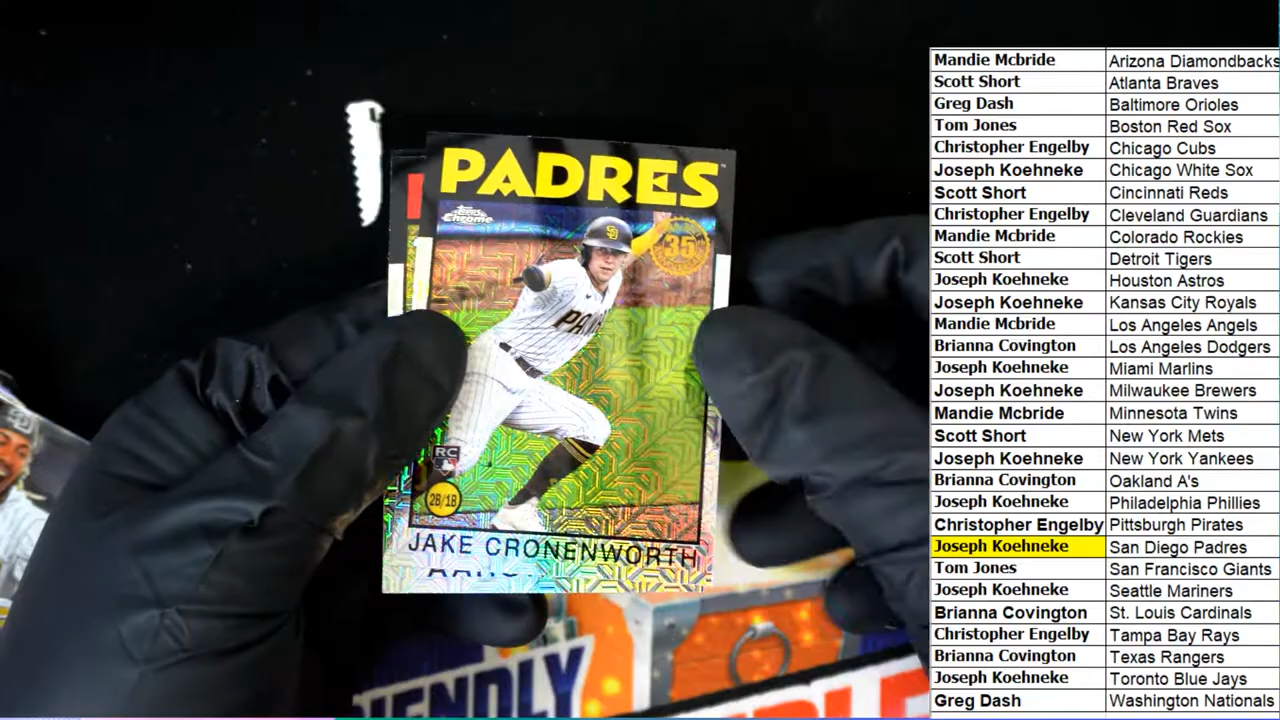 PADRES
Topps
Chrome
35
PADRES
RC
2B/1B
JAKE CRONENWORTH
Mandie Mcbride Arizona Diamondbacks
Scott Short Atlanta Braves
Greg Dash Baltimore Orioles
Tom Jones Boston Red Sox
Christopher Engelby Chicago Cubs
Joseph Koehneke Chicago White Sox
Scott Short Cincinnati Reds
Christopher Engelby Cleveland Guardians
Mandie Mcbride Colorado Rockies
Scott Short Detroit Tigers
Joseph Koehneke Houston Astros
Joseph Koehneke Kansas City Royals
Mandie Mcbride Los Angeles Angels
Brianna Covington Los Angeles Dodgers
Joseph Koehneke Miami Marlins
Joseph Koehneke Milwaukee Brewers
Mandie Mcbride Minnesota Twins
Scott Short New York Mets
Joseph Koehneke New York Yankees
Brianna Covington Oakland A's
Joseph Koehneke Philadelphia Phillies
Christopher Engelby Pittsburgh Pirates
Joseph Koehneke San Diego Padres
Tom Jones San Francisco Giants
Joseph Koehneke Seattle Mariners
Brianna Covington St. Louis Cardinals
Christopher Engelby Tampa Bay Rays
Brianna Covington Texas Rangers
Joseph Koehneke Toronto Blue Jays
Greg Dash Washington Nationals